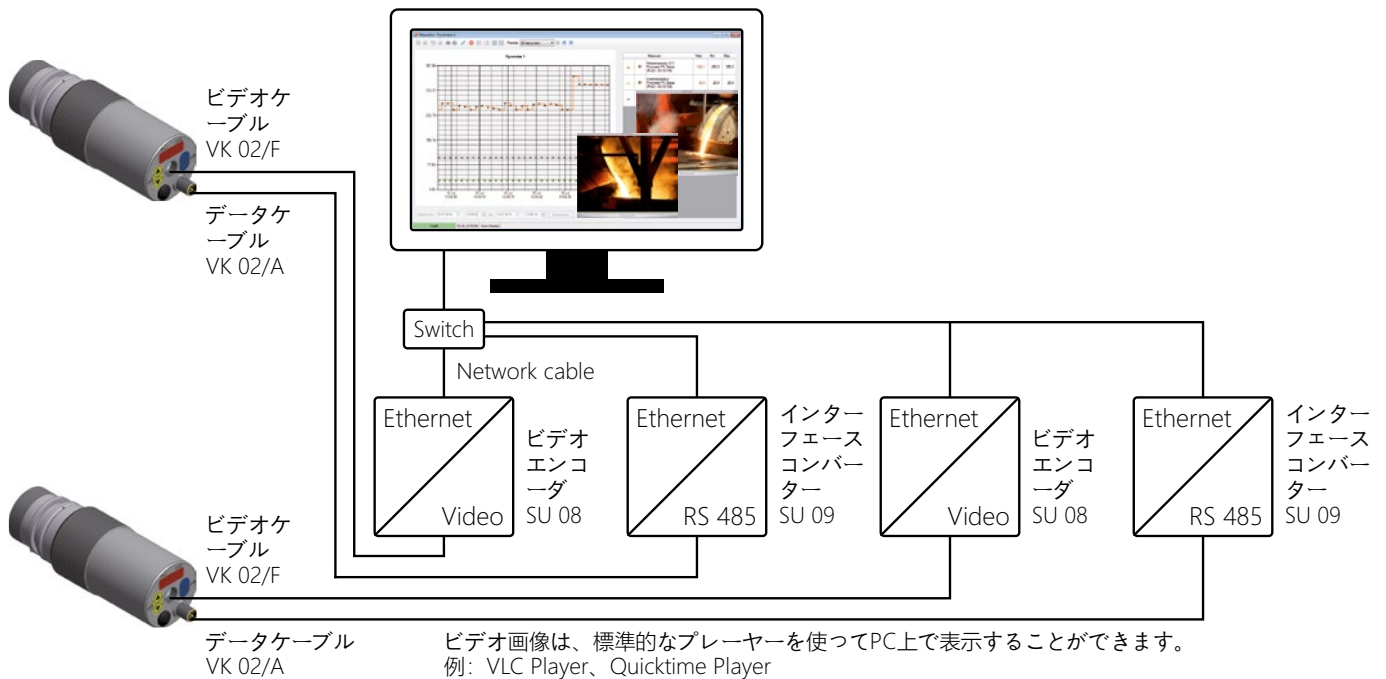 ビデオケ
ーブル
VK 02/F
データケ
ーブル
VK 02/A
Pyrometer 1
Switch
Network cable
Ethernet
Video
ビデオ
エンコ
ーダ
SU 08
Ethernet
RS 485
インター
フェース
コンバー
ター
SU 09
Ethernet
Video
ビデオ
エンコ
ーダ
SU 08
Ethernet
RS 485
インター
フェース
コンバー
ター
SU 09
ビデオケ
ーブル
VK 02/F
データケーブル
VK 02/A
ビデオ画像は、標準的なプレーヤーを使つてPC上で表示することができます。
例：VLC Player、Quicktime Player